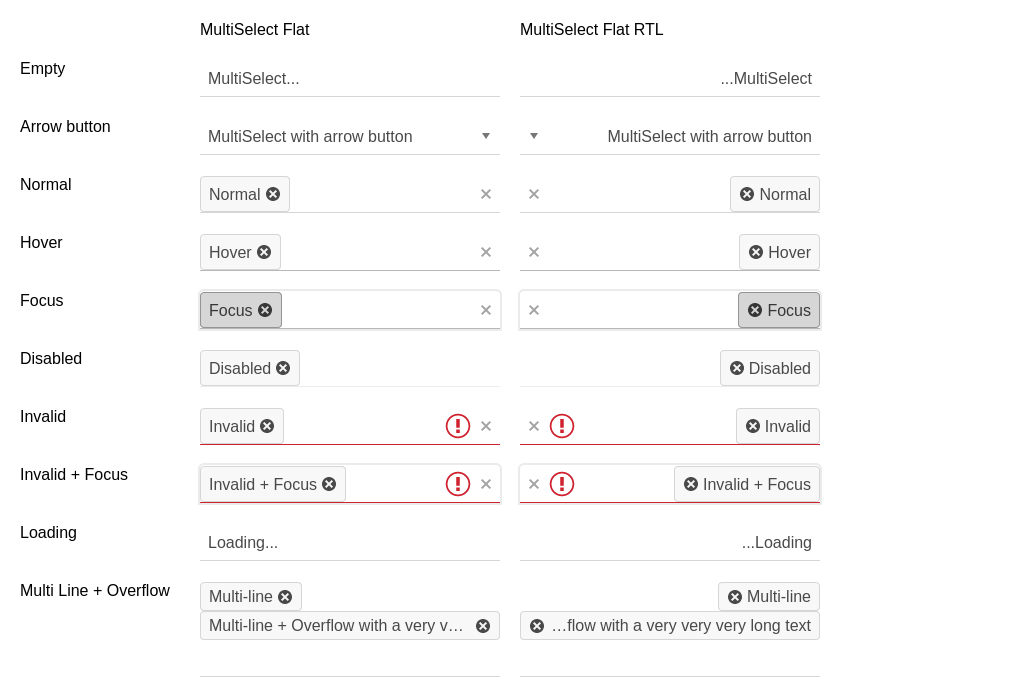 MultiSelect Flat MultiSelect Flat RTL
Empty MultiSelect... ...MultiSelect
Arrow button MultiSelect with arrow button MultiSelect with arrow button
Normal Normal Normal
Hover Hover Hover
Focus Focus Focus
Disabled Disabled Disabled
Invalid Invalid Invalid
Invalid + Focus Invalid + Focus Invalid + Focus
Loading Loading... ...Loading
Multi Line + Overflow Multi-line Multi-line
Multi-line + Overflow with a very v... ...flow with a very very very long text